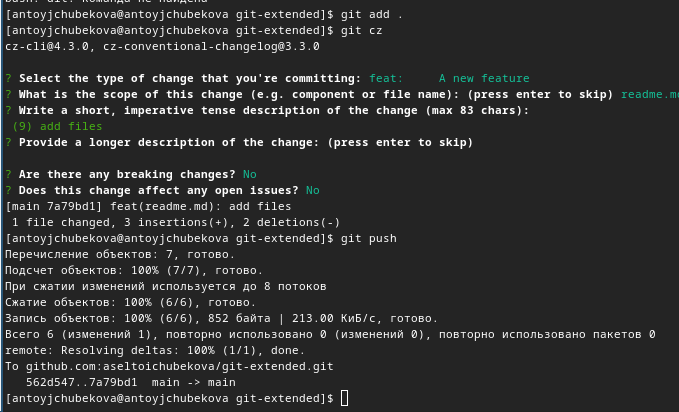 [antoyjchubekova@antoyjchubekova git-extended]$ git add .
[antoyjchubekova@antoyjchubekova git-extended]$ git cz
cz-cli@4.3.0, cz-conventional-changelog@3.3.0
? Select the type of change that you're committing: feat:     A new feature
? What is the scope of this change (e.g. component or file name): (press enter to skip) readme.md
? Write a short, imperative tense description of the change (max 83 chars):
 (9) add files
? Provide a longer description of the change: (press enter to skip)
? Are there any breaking changes? No
? Does this change affect any open issues? No
[main 7a79bd1] feat(readme.md): add files
 1 file changed, 3 insertions(+), 2 deletions(-)
[antoyjchubekova@antoyjchubekova git-extended]$ git push
Перечисление объектов: 7, готово.
Подсчет объектов: 100% (7/7), готово.
При сжатии изменений используется до 8 потоков
Сжатие объектов: 100% (6/6), готово.
Запись объектов: 100% (6/6), 852 байта | 213.00 КиБ/с, готово.
Всего 6 (изменений 1), повторно использовано 0 (изменений 0), повторно использовано пакетов 0
remote: Resolving deltas: 100% (1/1), done.
To github.com:aseltoichubekova/git-extended.git
   562d547..7a79bd1  main -> main
[antoyjchubekova@antoyjchubekova git-extended]$